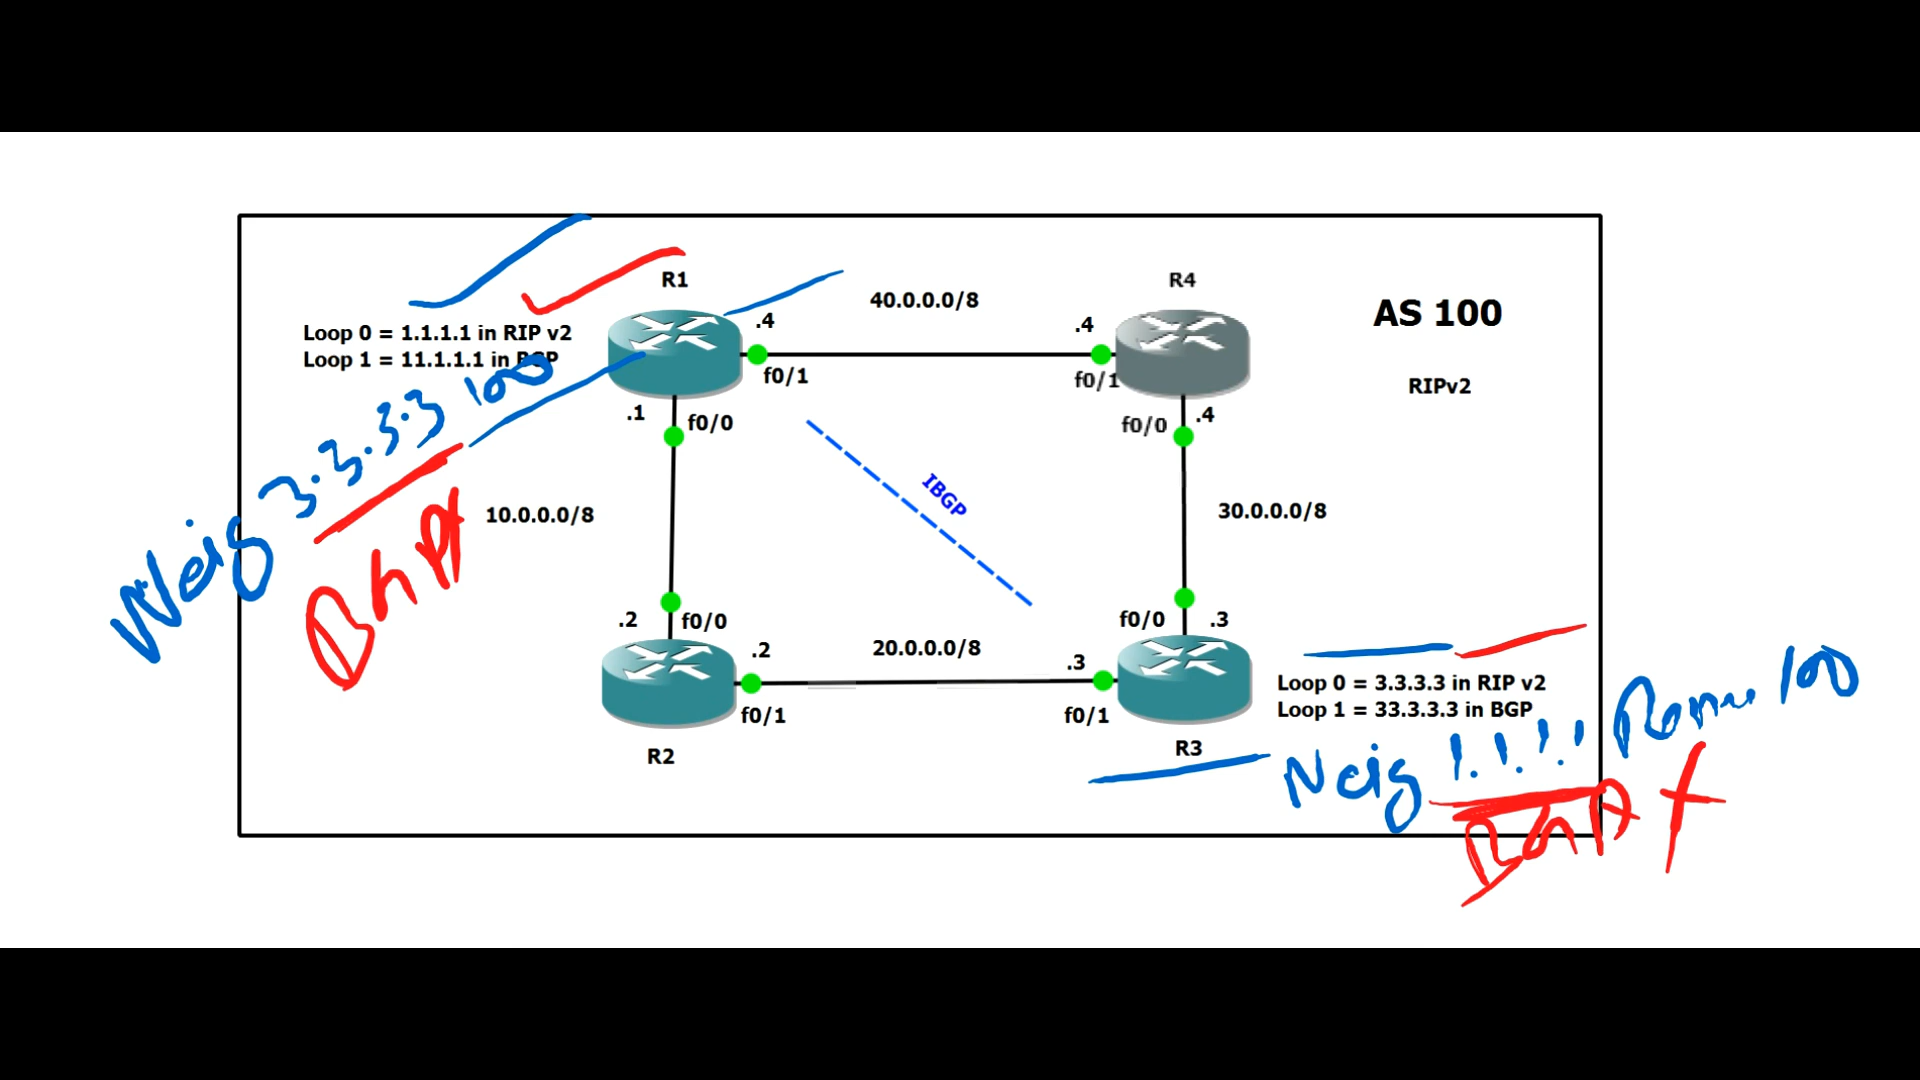 R1
R4
40.0.0.0/8
AS 100
Loop 0 = 1.1.1.1 in RIP v2
Loop 1 = 11.1.1.1 in BGP
.4
.4
f0/1
f0/1
RIPv2
Neig 3.3.3.3 100
.1
f0/0
f0/0
.4
IBGP
10.0.0.0/8
30.0.0.0/8
.2
f0/0
f0/0
.3
.2
20.0.0.0/8
.3
Loop 0 = 3.3.3.3 in RIP v2
Loop 1 = 33.3.3.3 in BGP
f0/1
f0/1
R2
R3
Neig 1.1.1.1 100